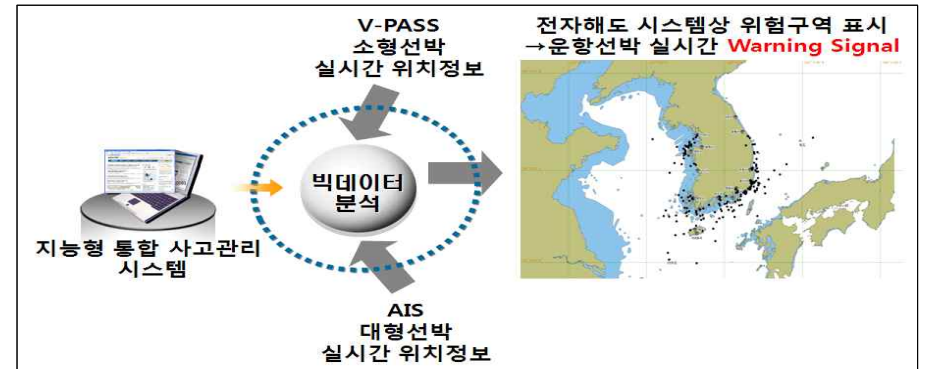 V-PASS
소형선박
실시간 위치정보
전자해도 시스템상 위험구역 표시
→운항선박 실시간 Warning Signal
빅데이터
분석
지능형 통합 사고관리
시스템
AIS
대형선박
실시간 위치정보